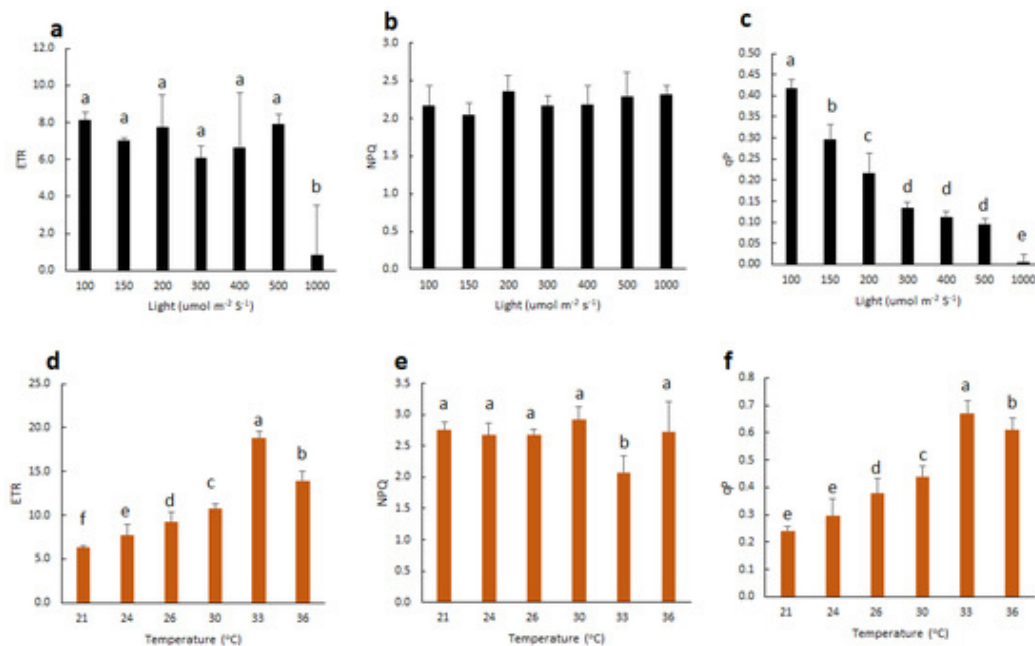 a
12.0
10.0
8.0
6.0
4.0
2.0
0.0
ETR
a a a a a a b
100 150 200 300 400 500 1000
Light (umol m⁻² S⁻¹)
b
3.0
2.5
2.0
1.5
1.0
0.5
0.0
NPQ
100 150 200 300 400 500 1000
Light (umol m⁻² s⁻¹)
c
0.50
0.45
0.40
0.35
0.30
0.25
0.20
0.15
0.10
0.05
0.00
qP
a b c d d d e
100 150 200 300 400 500 1000
Light (umol m⁻² S⁻¹)
d
25.0
20.0
15.0
10.0
5.0
0.0
ETR
f e d c a b
21 24 26 30 33 36
Temperature (°C)
e
3.5
3.0
2.5
2.0
1.5
1.0
0.5
0.0
NPQ
a a a a b a
21 24 26 30 33 36
Temperature (°C)
f
0.8
0.7
0.6
0.5
0.4
0.3
0.2
0.1
0.0
qP
e e d c a b
21 24 26 30 33 36
Temperature (°C)